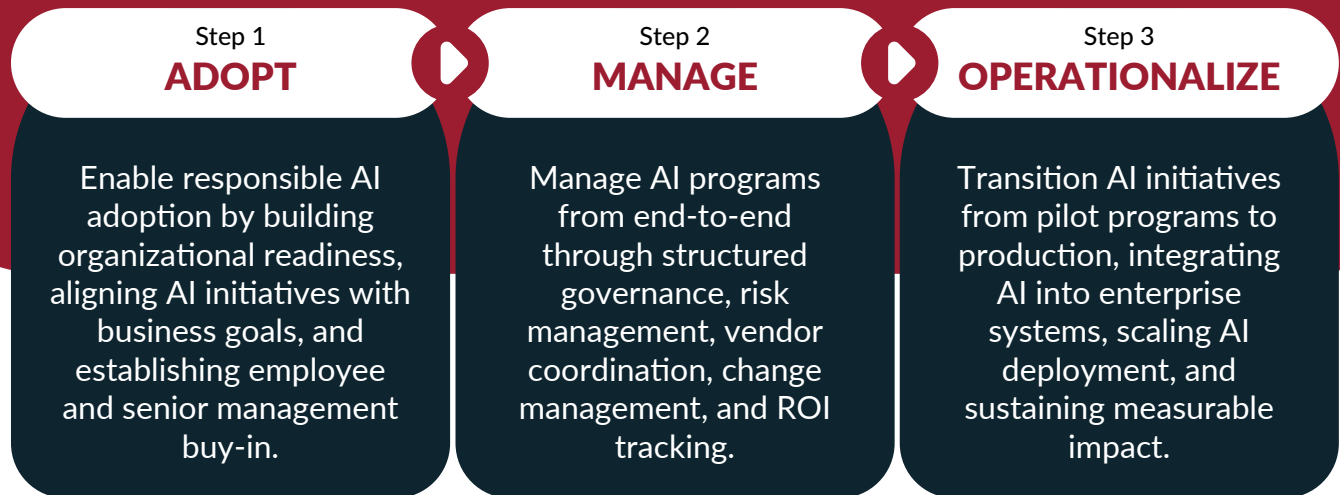 Step 1
ADOPT
Enable responsible AI
adoption by building
organizational readiness,
aligning AI initiatives with
business goals, and
establishing employee
and senior management
buy-in.
Step 2
MANAGE
Manage AI programs
from end-to-end
through structured
governance, risk
management, vendor
coordination, change
management, and ROI
tracking.
Step 3
OPERATIONALIZE
Transition AI initiatives
from pilot programs to
production, integrating
AI into enterprise
systems, scaling AI
deployment, and
sustaining measurable
impact.